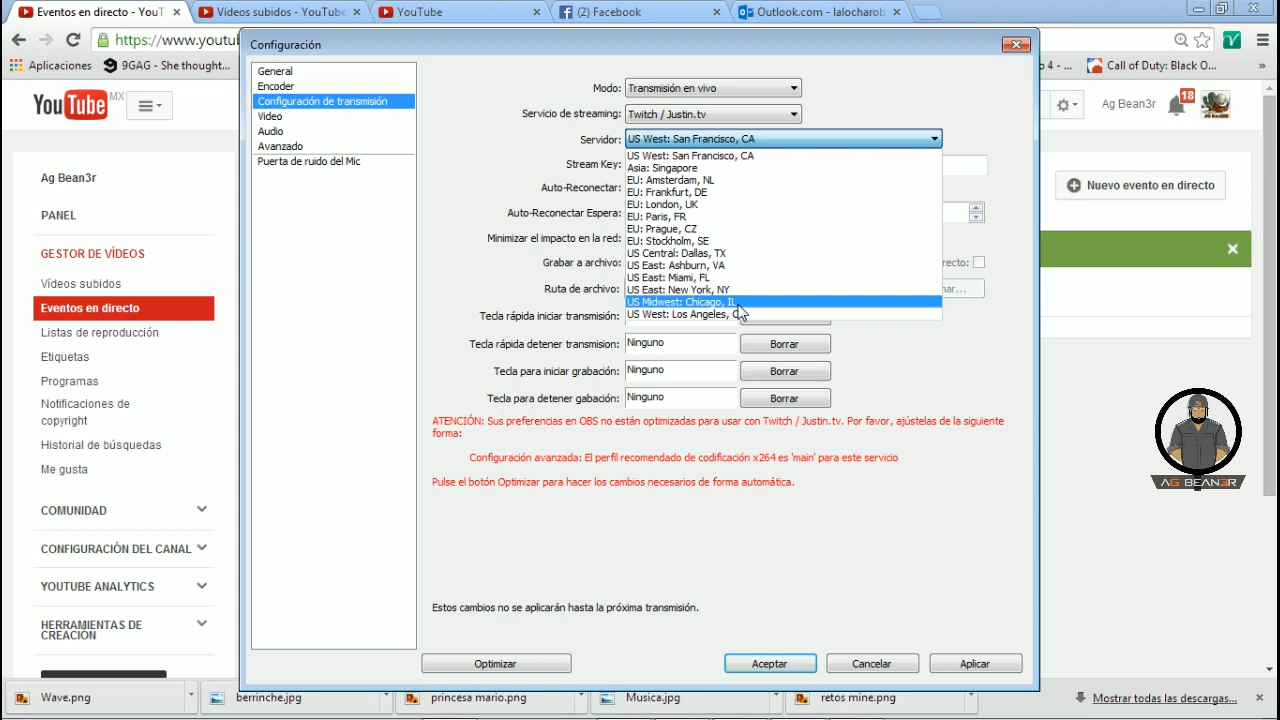 Eventos en directo - YouT
Vídeos subidos - YouTube
YouTube
(2) Facebook
Outlook.com - lalocharob
https://www.youtu
Aplicaciones
9GAG - She thought...
o 4 - ...
Call of Duty: Black O...
»
YouTube MX
Ag Bean3r
18
Nuevo evento en directo
Ag Bean3r
PANEL
GESTOR DE VÍDEOS
Vídeos subidos
Eventos en directo
Listas de reproducción
Etiquetas
Programas
Notificaciones de
copyright
Historial de búsquedas
Me gusta
COMUNIDAD
CONFIGURACIÓN DEL CANAL
YOUTUBE ANALYTICS
HERRAMIENTAS DE
CREACIÓN
Configuración
General
Encoder
Configuración de transmisión
Video
Audio
Avanzado
Puerta de ruido del Mic
Modo: Transmisión en vivo
Servicio de streaming: Twitch / Justin.tv
Servidor: US West: San Francisco, CA
US West: San Francisco, CA
Asia: Singapore
EU: Amsterdam, NL
EU: Frankfurt, DE
EU: London, UK
EU: Paris, FR
EU: Prague, CZ
EU: Stockholm, SE
US Central: Dallas, TX
US East: Ashburn, VA
US East: Miami, FL
US East: New York, NY
US Midwest: Chicago, IL
US West: Los Angeles, C
Stream Key:
Auto-Reconectar:
Auto-Reconectar Espera:
Minimizar el impacto en la red:
Grabar a archivo:
ecto:
Ruta de archivo:
nar...
Tecla rápida iniciar transmisión:
Tecla rápida detener transmision: Ninguno Borrar
Tecla para iniciar grabación: Ninguno Borrar
Tecla para detener gabación: Ninguno Borrar
ATENCIÓN: Sus preferencias en OBS no están optimizadas para usar con Twitch / Justin.tv. Por favor, ajústelas de la siguiente
forma:
Configuración avanzada: El perfil recomendado de codificación x264 es 'main' para este servicio
Pulse el botón Optimizar para hacer los cambios necesarios de forma automática.
Estos cambios no se aplicarán hasta la próxima transmisión.
Optimizar
Aceptar
Cancelar
Aplicar
AG BEAN3R
Wave.png
berrinche.jpg
princesa mario.png
Musica.jpg
retos mine.png
Mostrar todas las descargas...